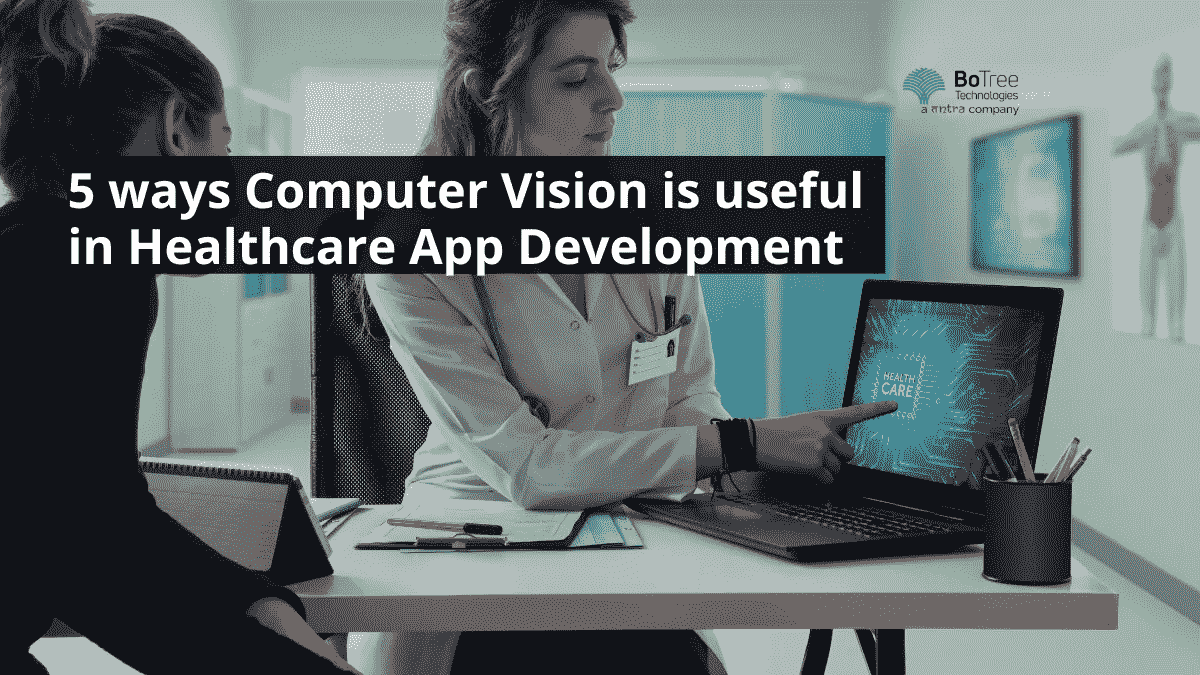 BoTree
Technologies
a antra company
5 ways Computer Vision is useful
in Healthcare App Development
HEALTH
CARE